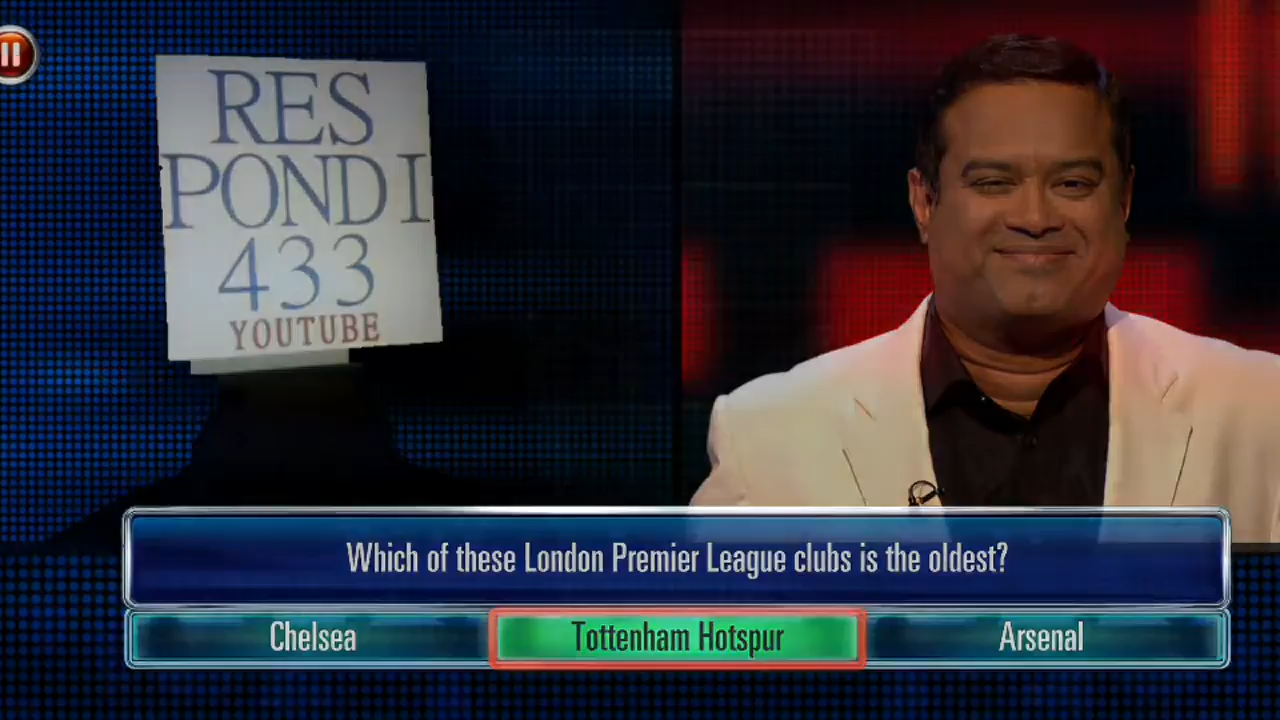 RES
POND I
433
YOUTUBE
Which of these London Premier League clubs is the oldest?
Chelsea
Tottenham Hotspur
Arsenal